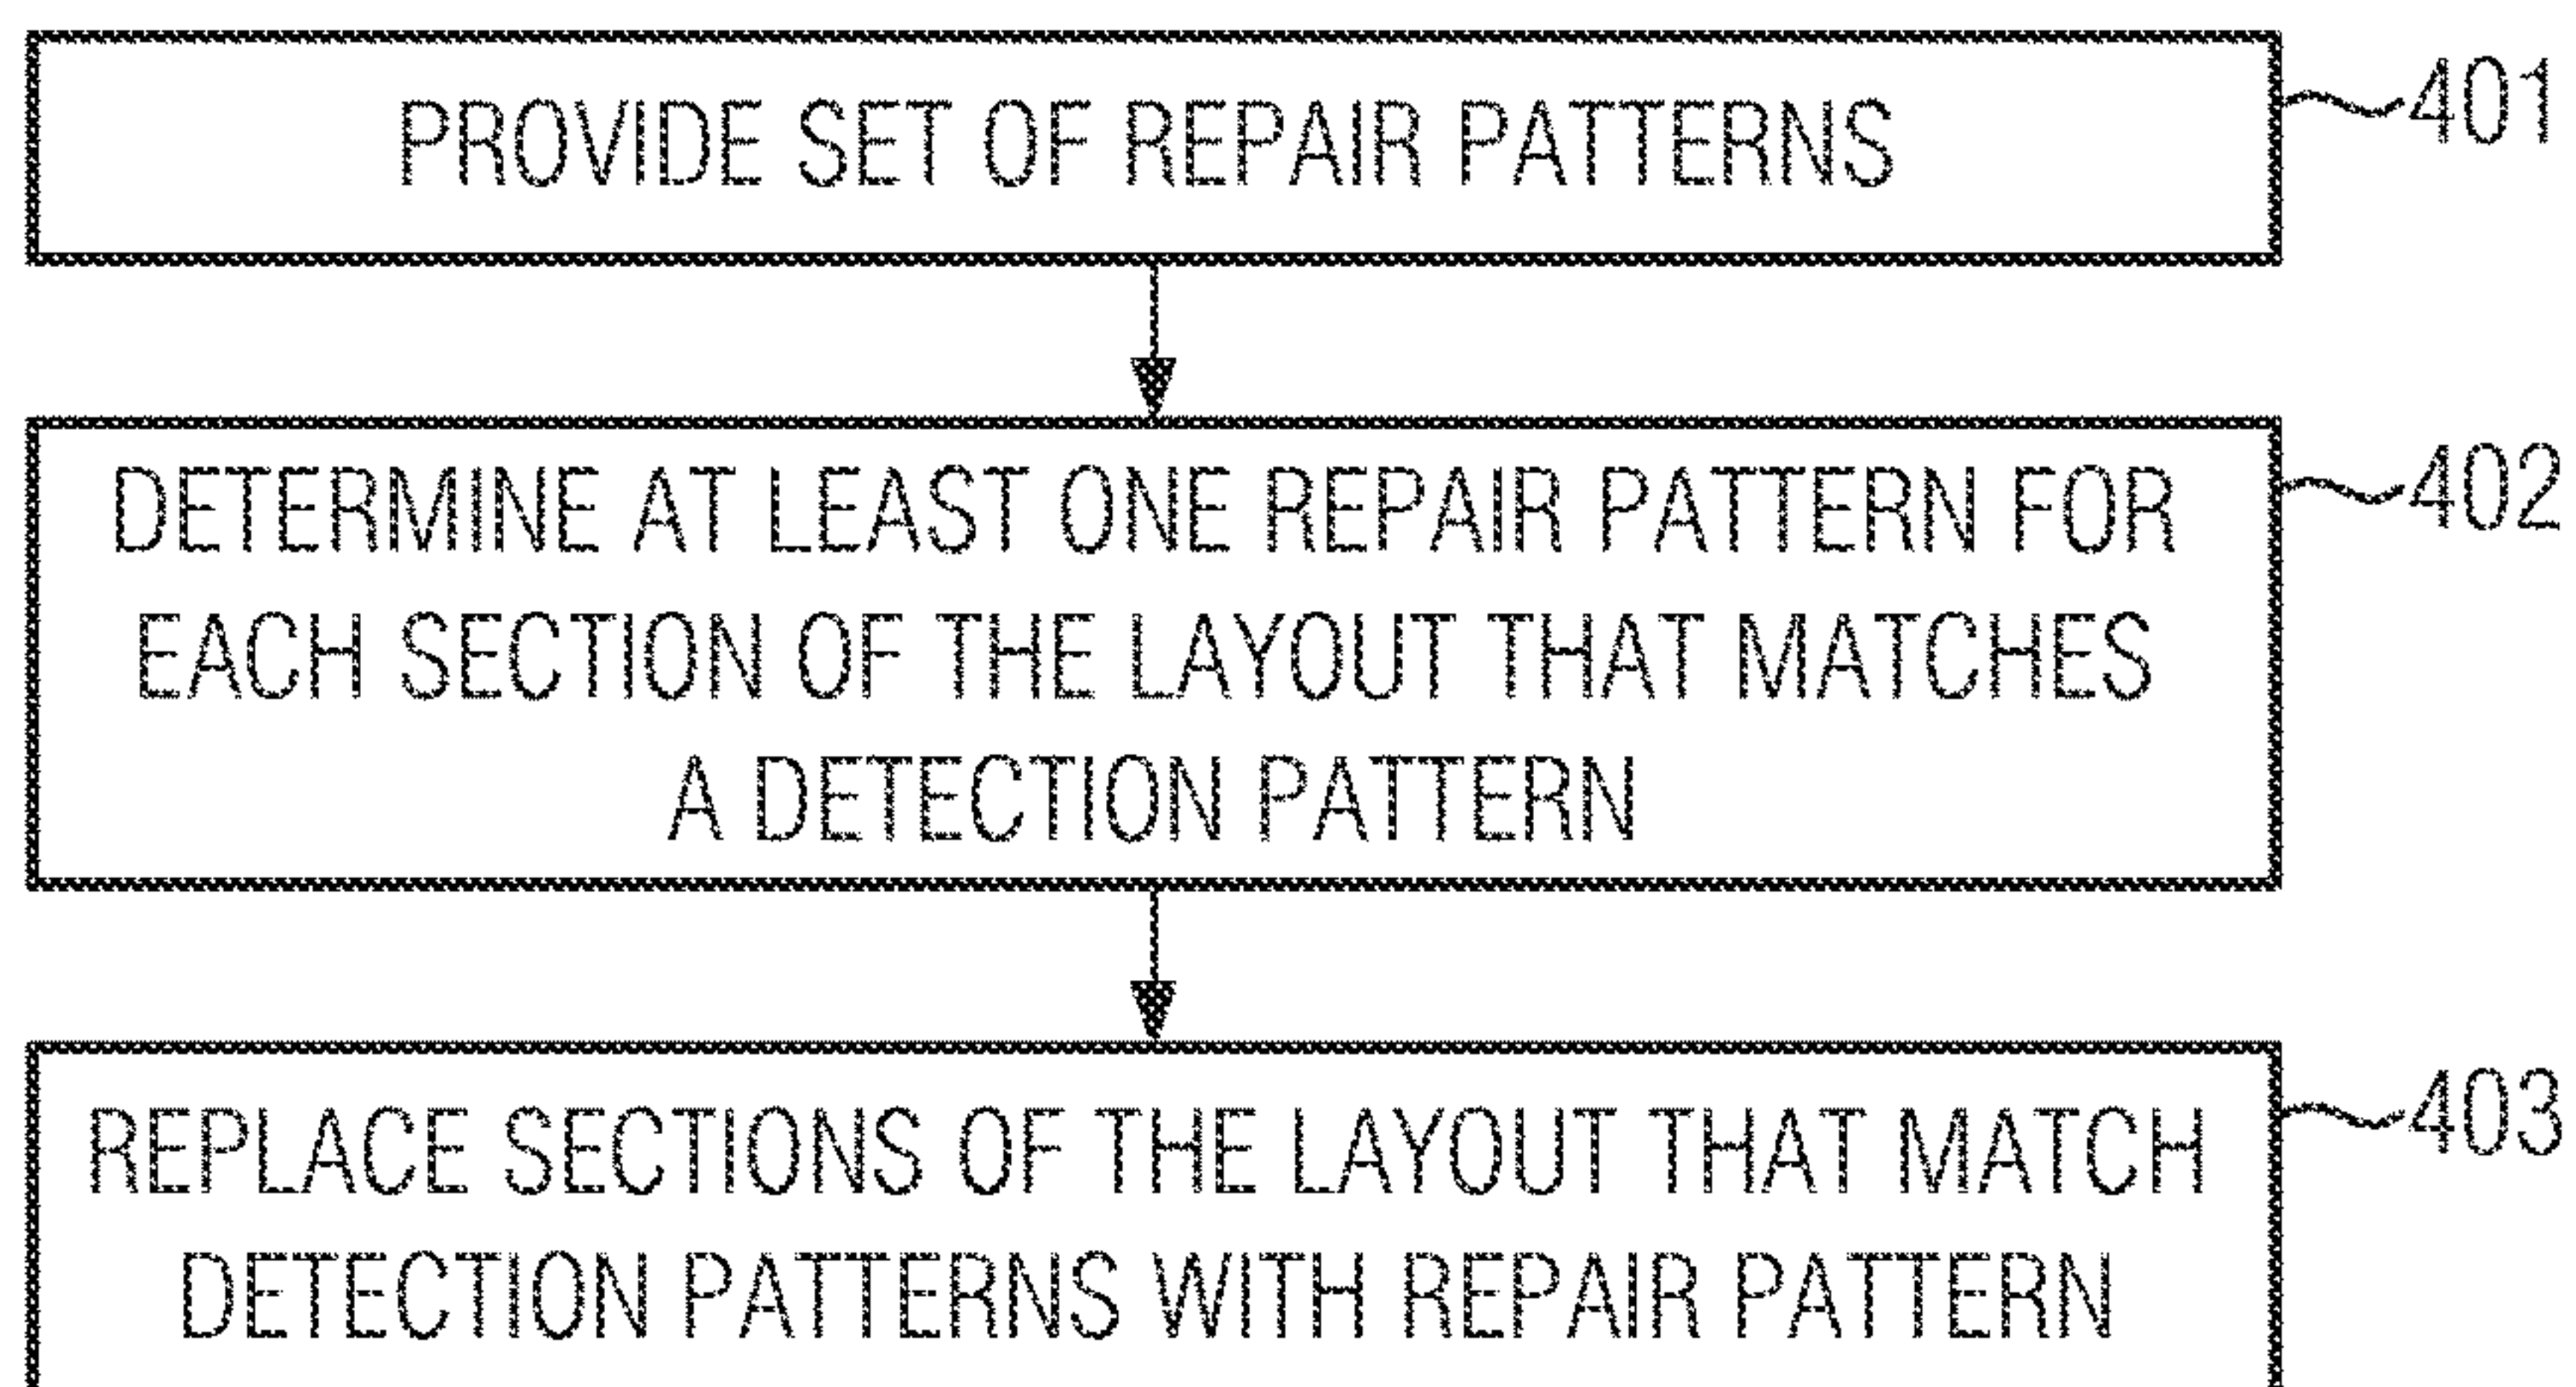 PROVIDE SET OF REPAIR PATTERNS
401
DETERMINE AT LEAST ONE REPAIR PATTERN FOR
EACH SECTION OF THE LAYOUT THAT MATCHES
A DETECTION PATTERN
402
REPLACE SECTIONS OF THE LAYOUT THAT MATCH
DETECTION PATTERNS WITH REPAIR PATTERN
403